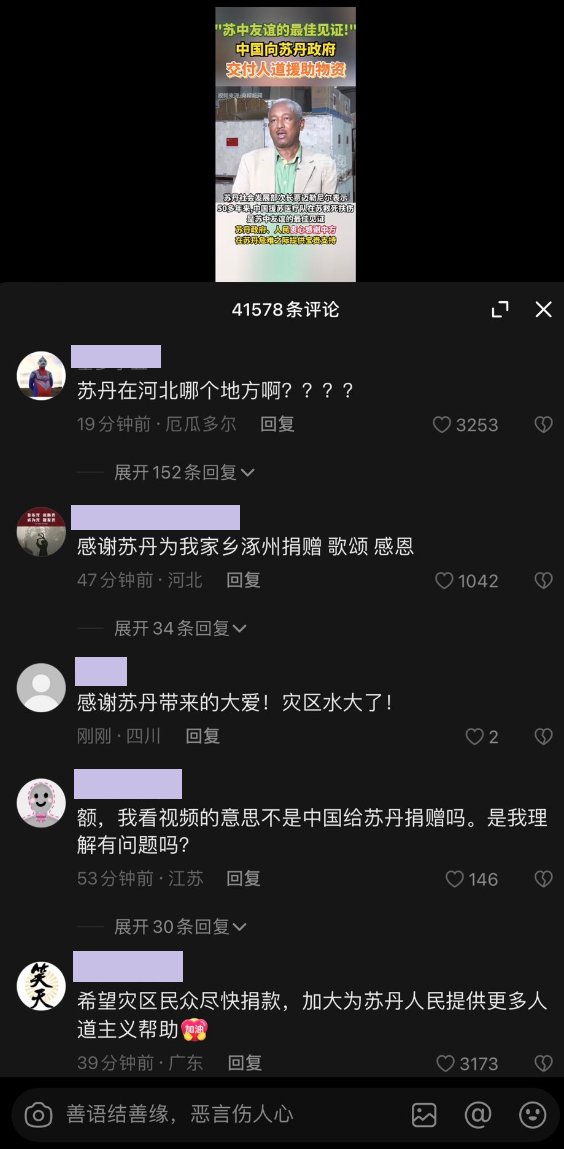 "苏中友谊的最佳见证!"
中国向苏丹政府
交付人道援助物资
苏丹社会发展部次长贾迈勒尼尔表示
50多年来,中国援苏医疗队在苏救死扶伤
是苏中友谊的最佳见证
苏丹政府、人民衷心感谢中方
在苏丹危难之际提供宝贵支持
41578条评论
苏丹在河北哪个地方啊？？？？
19分钟前 · 厄瓜多尔 回复 3253
展开152条回复
感谢苏丹为我家乡涿州捐赠 歌颂 感恩
47分钟前 · 河北 回复 1042
展开34条回复
感谢苏丹带来的大爱！灾区水大了！
刚刚 · 四川 回复 2
额，我看视频的意思不是中国给苏丹捐赠吗。是我理
解有问题吗？
53分钟前 · 江苏 回复 146
展开30条回复
笑天
希望灾区民众尽快捐款，加大为苏丹人民提供更多人
道主义帮助 加油
39分钟前 · 广东 回复 3173
善语结善缘，恶言伤人心